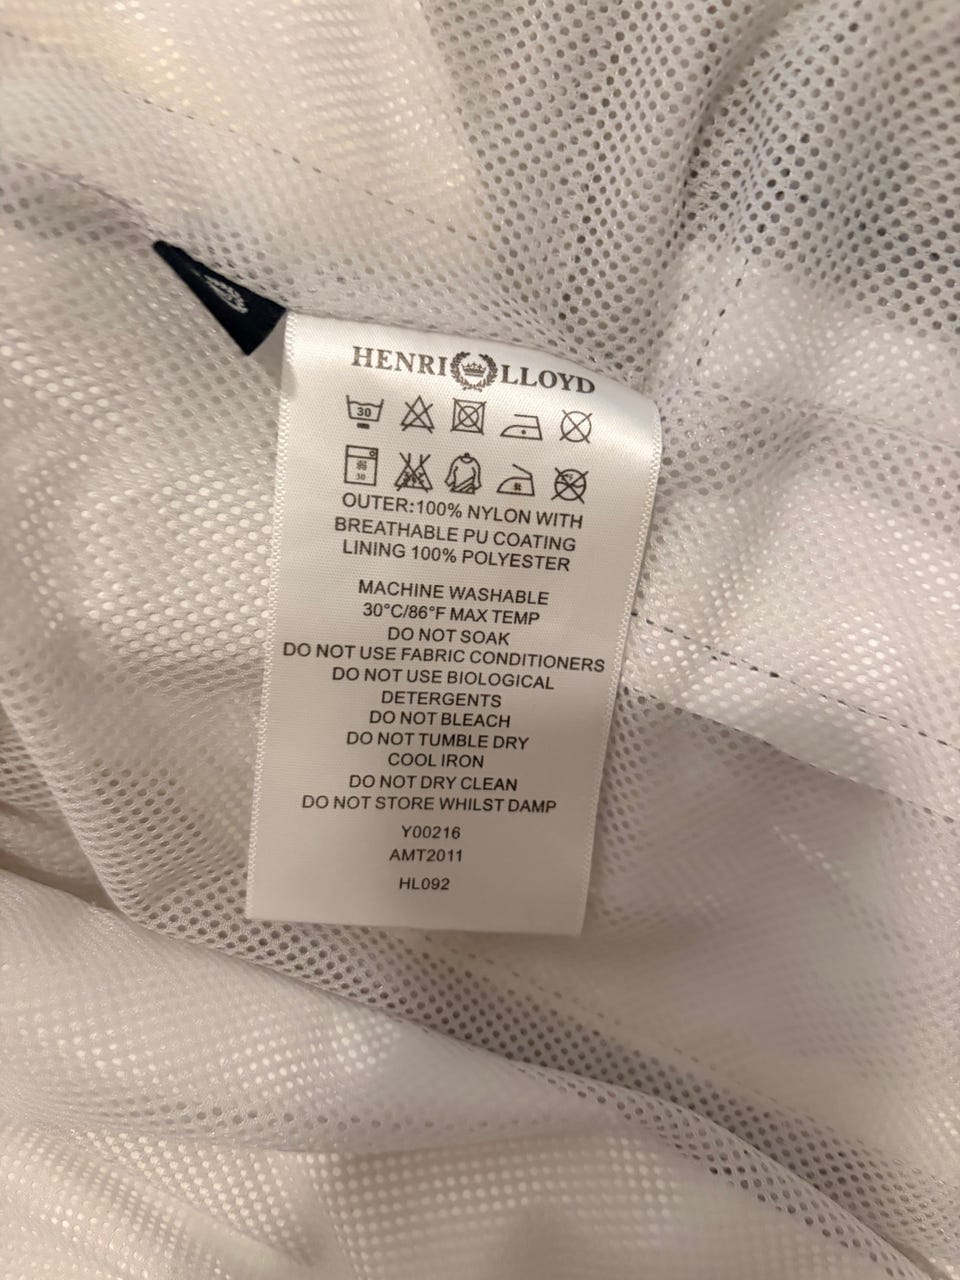 HENRI LLOYD
30
30
OUTER:100% NYLON WITH
BREATHABLE PU COATING
LINING 100% POLYESTER
MACHINE WASHABLE
30°C/86°F MAX TEMP
DO NOT SOAK
DO NOT USE FABRIC CONDITIONERS
DO NOT USE BIOLOGICAL
DETERGENTS
DO NOT BLEACH
DO NOT TUMBLE DRY
COOL IRON
DO NOT DRY CLEAN
DO NOT STORE WHILST DAMP
Y00216
AMT2011
HL092